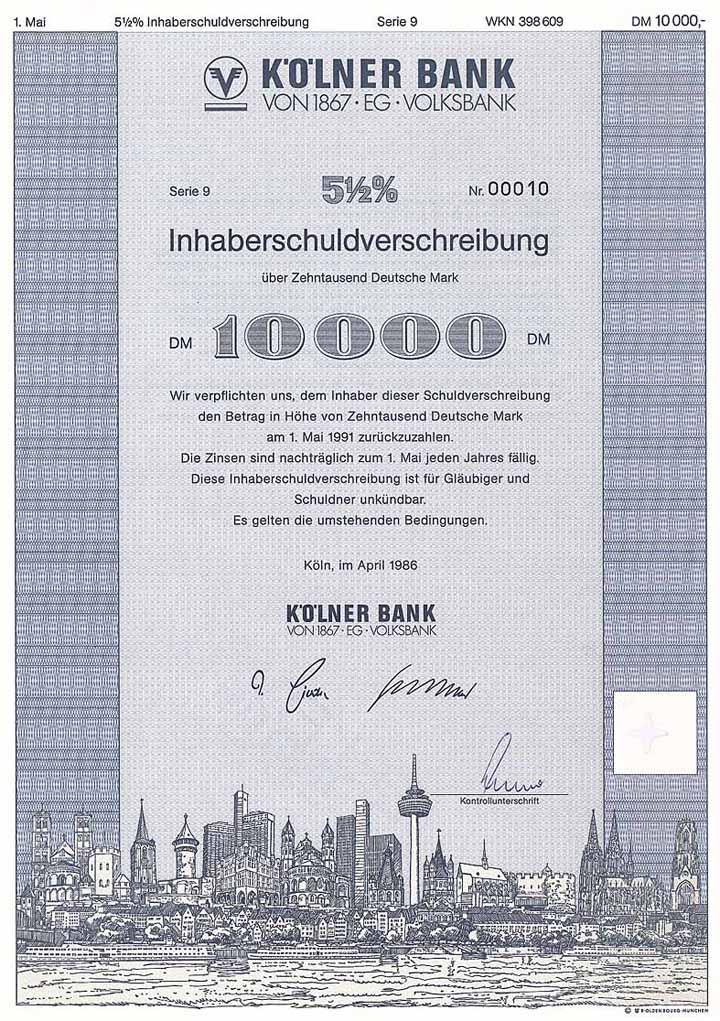 1. Mai 5½% Inhaberschuldverschreibung Serie 9 WKN 398609 DM 10000,-
KÖLNER BANK
VON 1867 · EG · VOLKSBANK
Serie 9 5½% Nr. 00010
Inhaberschuldverschreibung
über Zehntausend Deutsche Mark
DM 10000 DM
Wir verpflichten uns, dem Inhaber dieser Schuldverschreibung
den Betrag in Höhe von Zehntausend Deutsche Mark
am 1. Mai 1991 zurückzuzahlen.
Die Zinsen sind nachträglich zum 1. Mai jeden Jahres fällig.
Diese Inhaberschuldverschreibung ist für Gläubiger und
Schuldner unkündbar.
Es gelten die umstehenden Bedingungen.
Köln, im April 1986
KÖLNER BANK
VON 1867 · EG · VOLKSBANK
Kontrollunterschrift
R·OLDENBOURG·MÜNCHEN